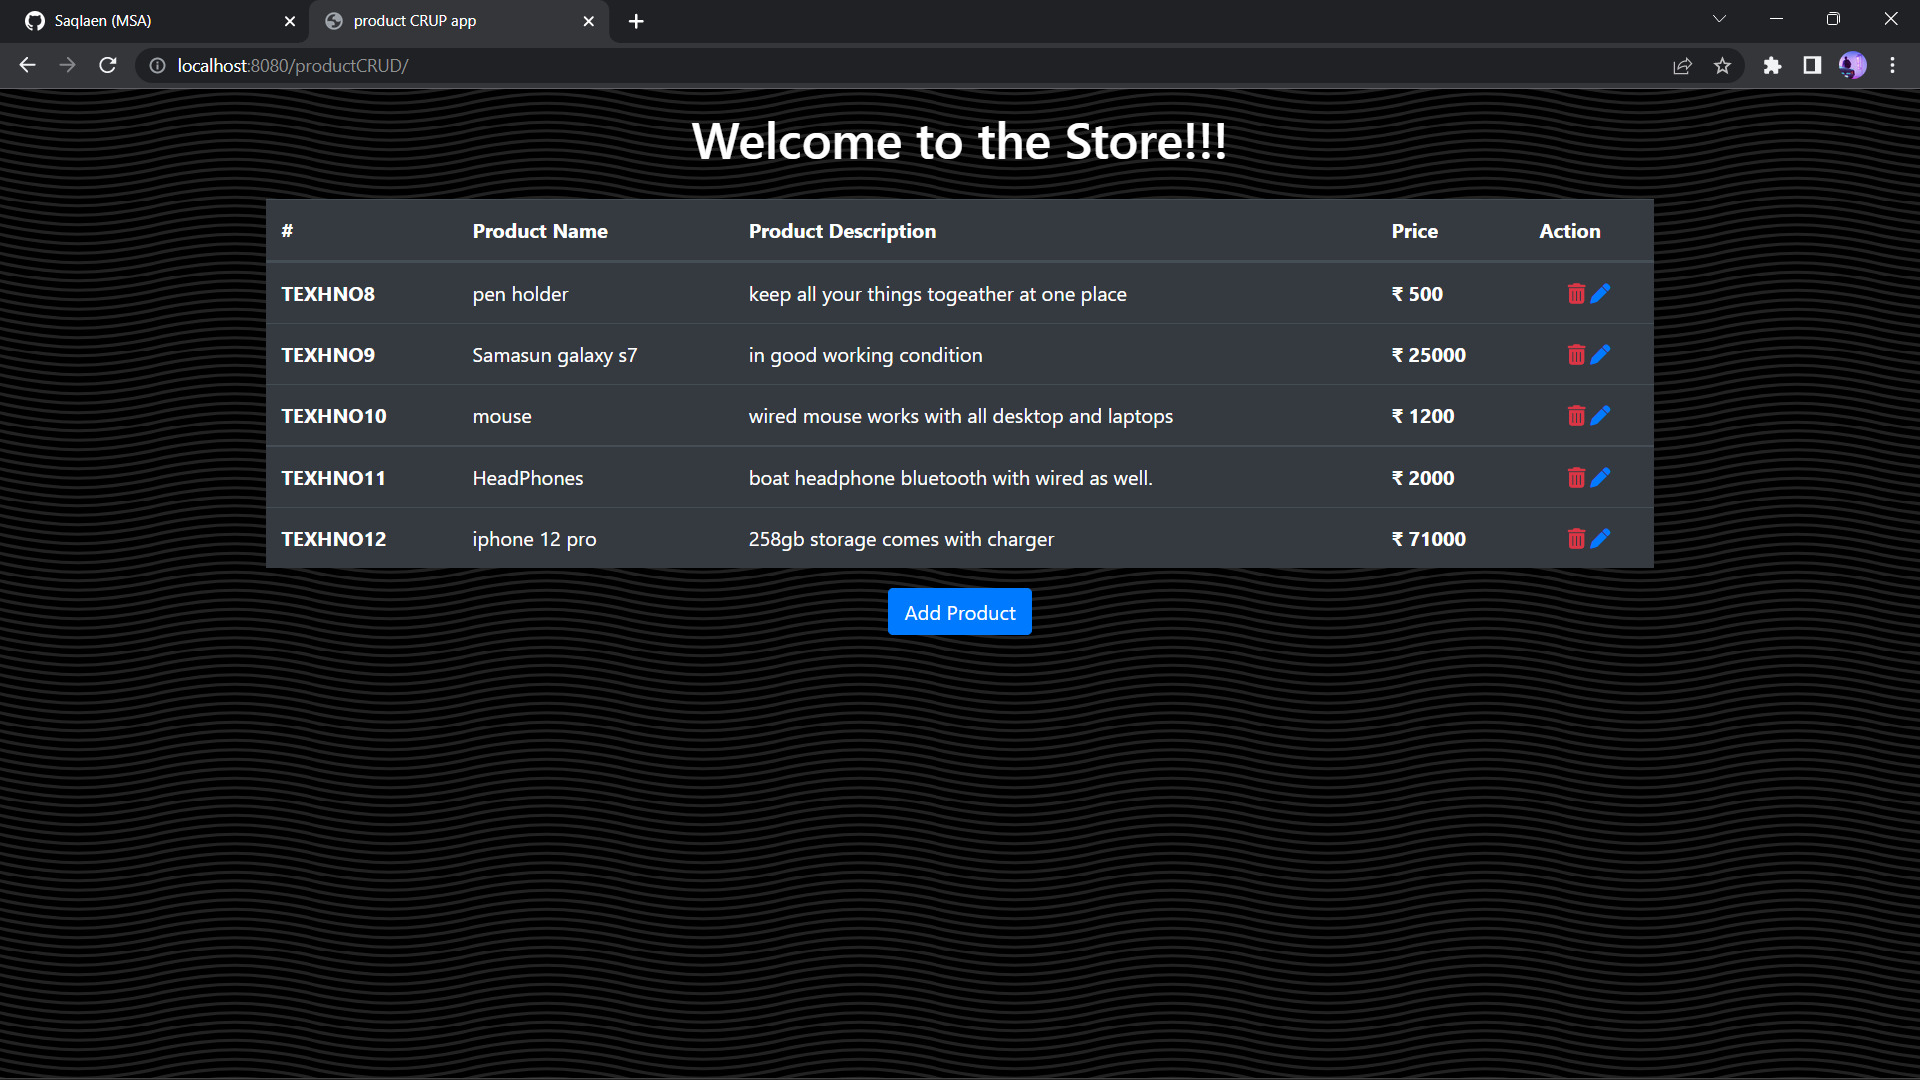 Saqlaen (MSA)
product CRUP app
localhost:8080/productCRUD/
Welcome to the Store!!!
# Product Name Product Description Price Action
TEXHNO8 pen holder keep all your things togeather at one place ₹ 500
TEXHNO9 Samasun galaxy s7 in good working condition ₹ 25000
TEXHNO10 mouse wired mouse works with all desktop and laptops ₹ 1200
TEXHNO11 HeadPhones boat headphone bluetooth with wired as well. ₹ 2000
TEXHNO12 iphone 12 pro 258gb storage comes with charger ₹ 71000
Add Product